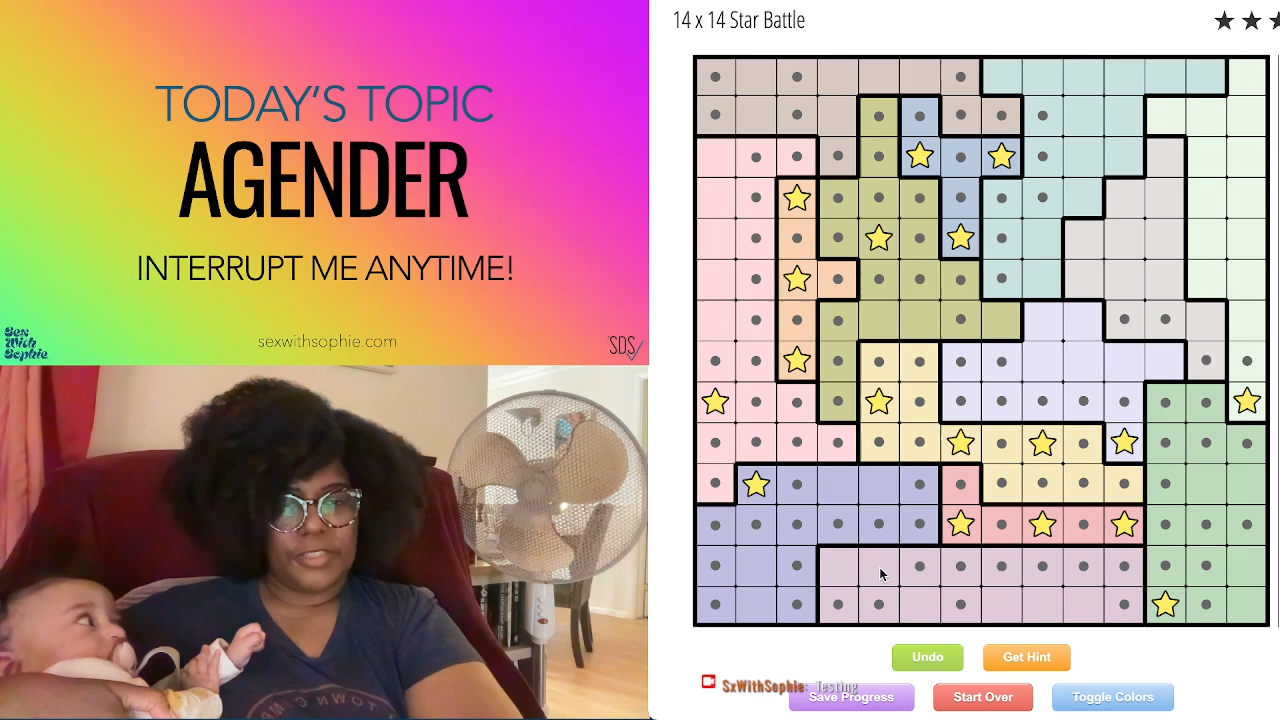 14 x 14 Star Battle
TODAY'S TOPIC
AGENDER
INTERRUPT ME ANYTIME!
sexwithsophie.com
Sex
With
Sophie
SDS
Undo
Get Hint
SxWithSophie: Testing
Save Progress
Start Over
Toggle Colors